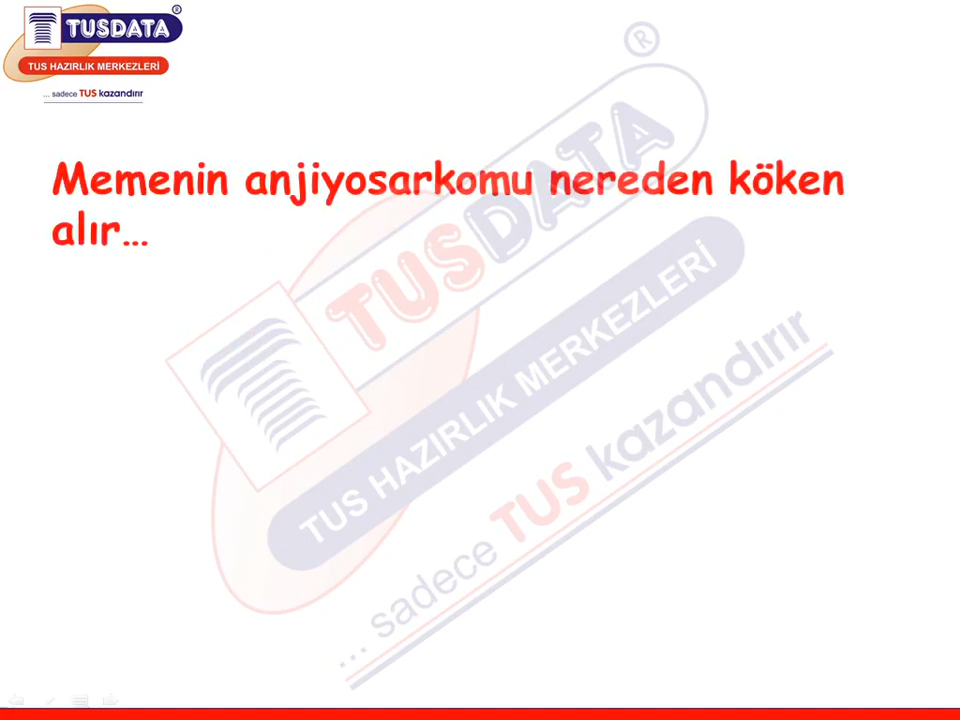 TUSDATA®
TUS HAZIRLIK MERKEZLERİ
... sadece TUS kazandırır
Memenin anjiyosarkomu nereden köken
alır…
®
TUSDATA
TUS HAZIRLIK MERKEZLERİ
... sadece TUS kazandırır